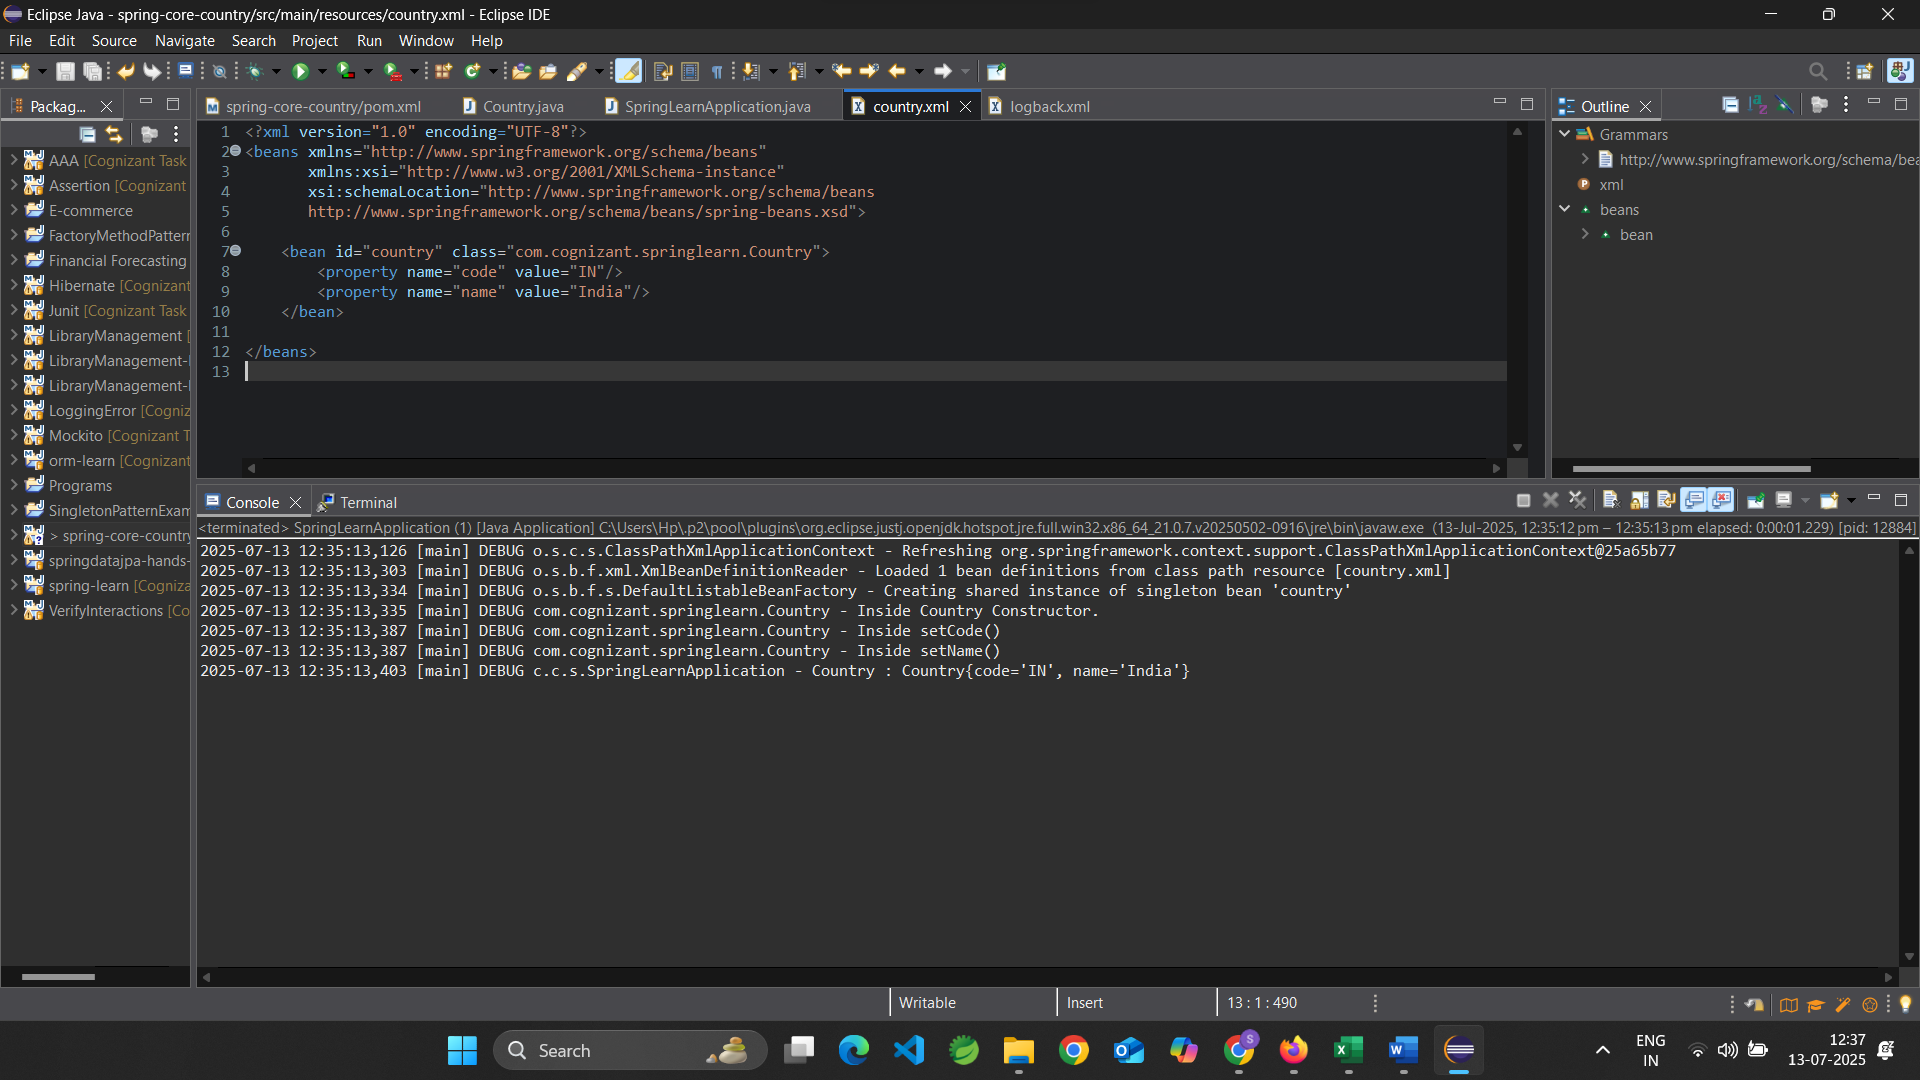 Eclipse Java - spring-core-country/src/main/resources/country.xml - Eclipse IDE
File Edit Source Navigate Search Project Run Window Help
Packag...
AAA [Cognizant Task
Assertion [Cognizant
E-commerce
FactoryMethodPattern
Financial Forecasting
Hibernate [Cognizant
Junit [Cognizant Task
LibraryManagement [
LibraryManagement-
LibraryManagement-
LoggingError [Cogniz
Mockito [Cognizant T
orm-learn [Cognizant
Programs
SingletonPatternExam
> spring-core-country
springdatajpa-hands-
spring-learn [Cogniza
VerifyInteractions [Co
spring-core-country/pom.xml Country.java SpringLearnApplication.java country.xml logback.xml
1 <?xml version="1.0" encoding="UTF-8"?>
2 <beans xmlns="http://www.springframework.org/schema/beans"
3 xmlns:xsi="http://www.w3.org/2001/XMLSchema-instance"
4 xsi:schemaLocation="http://www.springframework.org/schema/beans
5 http://www.springframework.org/schema/beans/spring-beans.xsd">
6
7 <bean id="country" class="com.cognizant.springlearn.Country">
8 <property name="code" value="IN"/>
9 <property name="name" value="India"/>
10 </bean>
11
12 </beans>
13
Outline
Grammars
http://www.springframework.org/schema/bea
xml
beans
bean
Console Terminal
<terminated> SpringLearnApplication (1) [Java Application] C:\Users\Hp\.p2\pool\plugins\org.eclipse.justj.openjdk.hotspot.jre.full.win32.x86_64_21.0.7.v20250502-0916\jre\bin\javaw.exe (13-Jul-2025, 12:35:12 pm – 12:35:13 pm elapsed: 0:00:01.229) [pid: 12884]
2025-07-13 12:35:13,126 [main] DEBUG o.s.c.s.ClassPathXmlApplicationContext - Refreshing org.springframework.context.support.ClassPathXmlApplicationContext@25a65b77
2025-07-13 12:35:13,303 [main] DEBUG o.s.b.f.xml.XmlBeanDefinitionReader - Loaded 1 bean definitions from class path resource [country.xml]
2025-07-13 12:35:13,334 [main] DEBUG o.s.b.f.s.DefaultListableBeanFactory - Creating shared instance of singleton bean 'country'
2025-07-13 12:35:13,335 [main] DEBUG com.cognizant.springlearn.Country - Inside Country Constructor.
2025-07-13 12:35:13,387 [main] DEBUG com.cognizant.springlearn.Country - Inside setCode()
2025-07-13 12:35:13,387 [main] DEBUG com.cognizant.springlearn.Country - Inside setName()
2025-07-13 12:35:13,403 [main] DEBUG c.c.s.SpringLearnApplication - Country : Country{code='IN', name='India'}
Writable Insert 13 : 1 : 490
Search
ENG
IN
12:37
13-07-2025